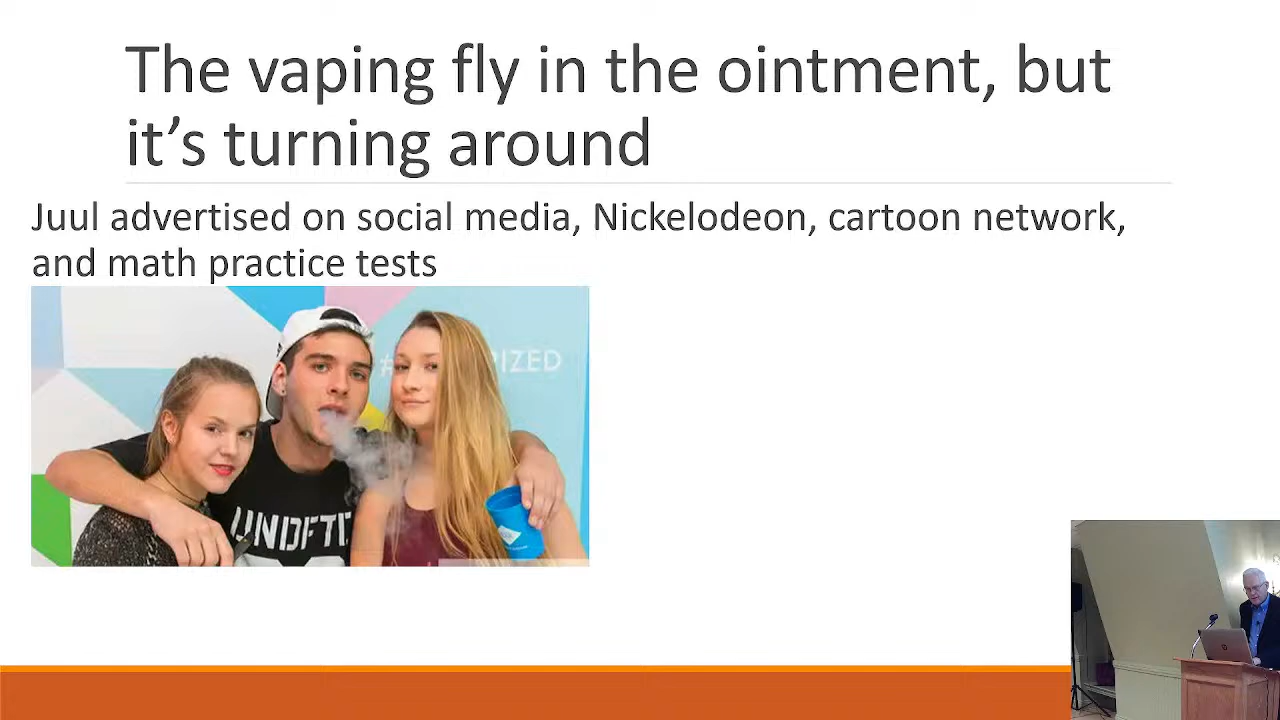 The vaping fly in the ointment, but
it's turning around
Juul advertised on social media, Nickelodeon, cartoon network,
and math practice tests
UNDFTD